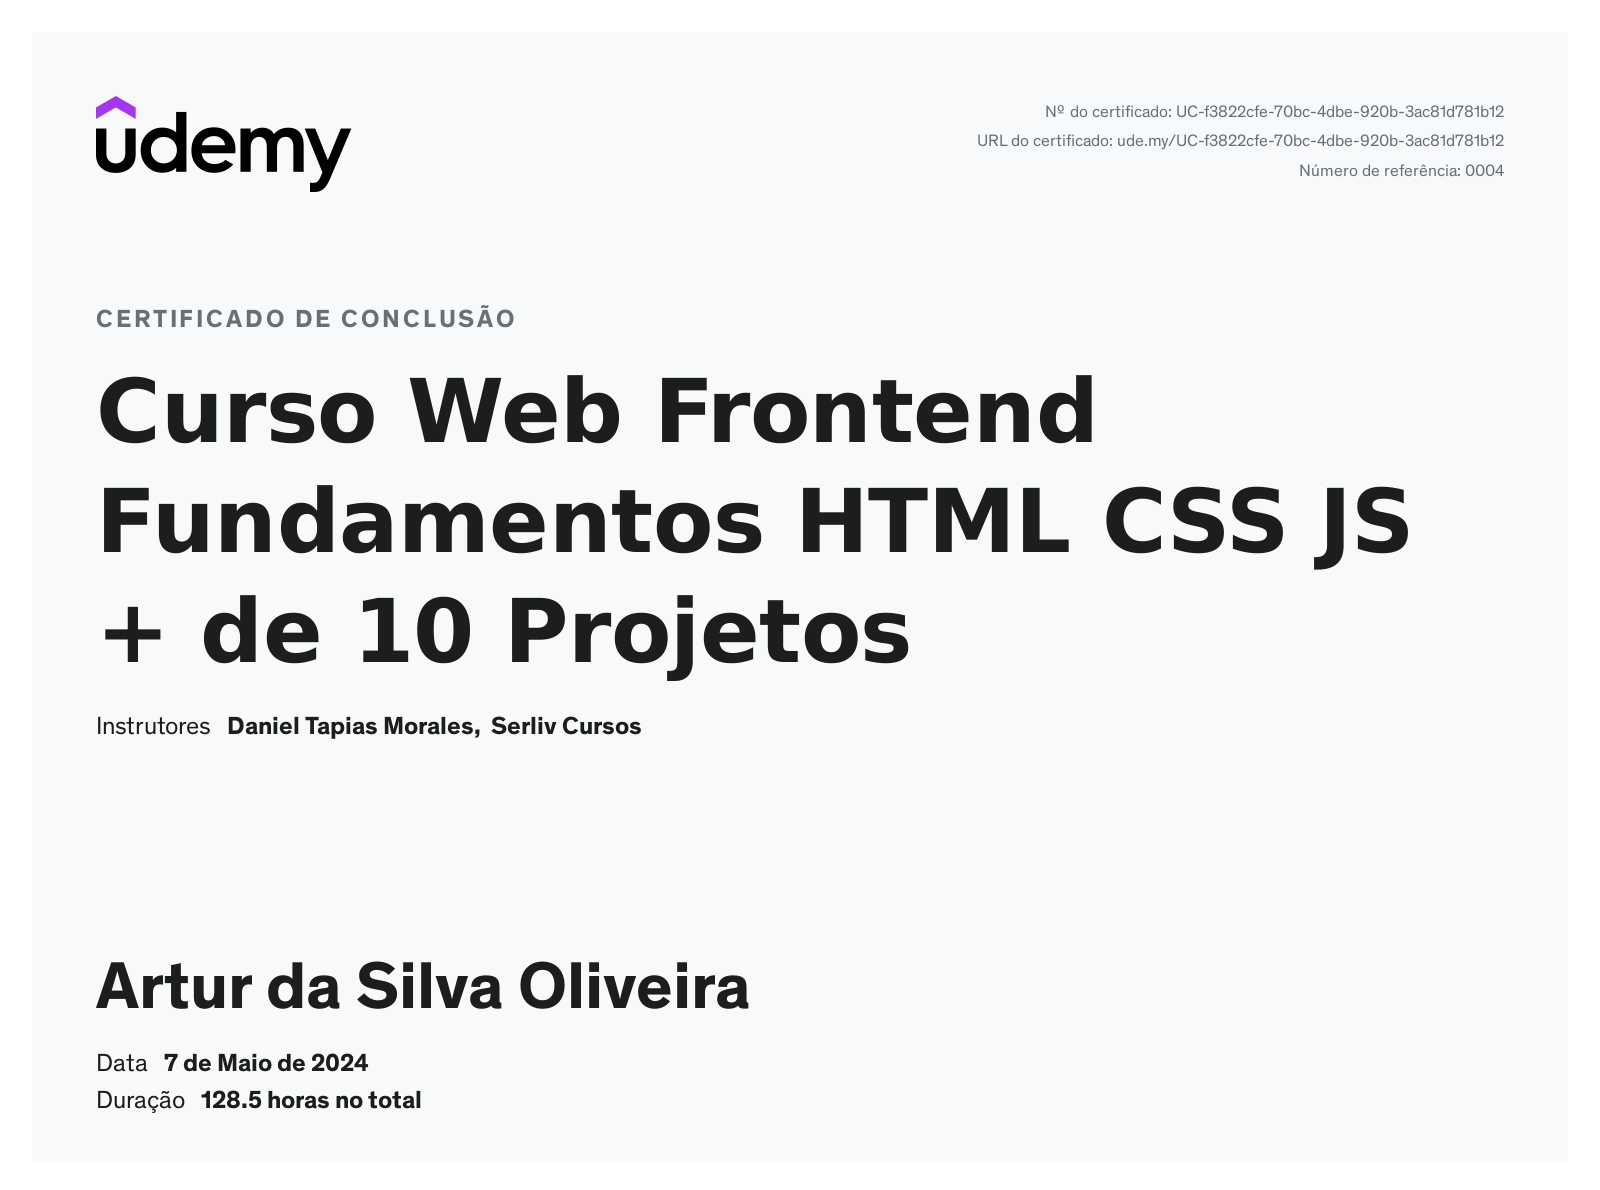 udemy
Nº do certificado: UC-f3822cfe-70bc-4dbe-920b-3ac81d781b12
URL do certificado: ude.my/UC-f3822cfe-70bc-4dbe-920b-3ac81d781b12
Número de referência: 0004
CERTIFICADO DE CONCLUSÃO
Curso Web Frontend
Fundamentos HTML CSS JS
+ de 10 Projetos
Instrutores Daniel Tapias Morales, Serliv Cursos
Artur da Silva Oliveira
Data 7 de Maio de 2024
Duração 128.5 horas no total